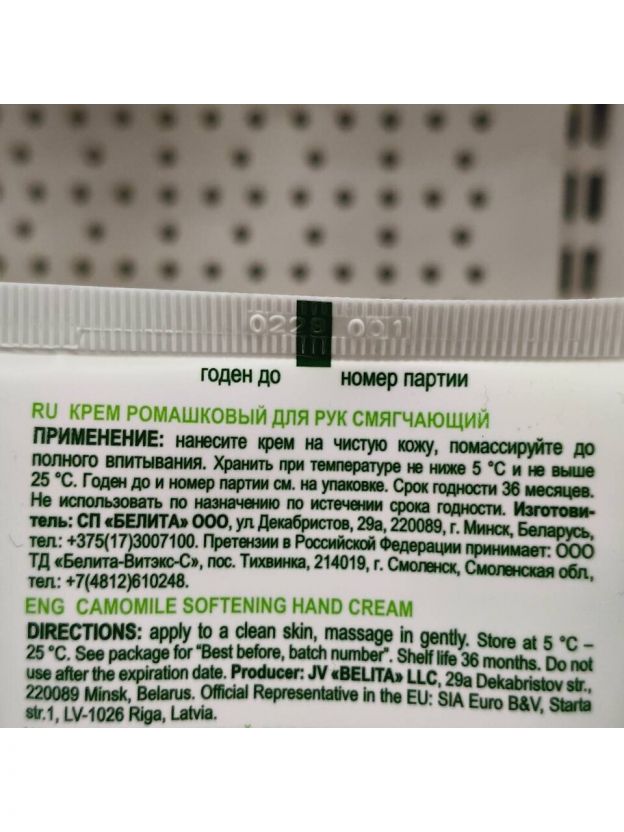 0228 001
годен до номер партии
RU КРЕМ РОМАШКОВЫЙ ДЛЯ РУК СМЯГЧАЮЩИЙ
ПРИМЕНЕНИЕ: нанесите крем на чистую кожу, помассируйте до
полного впитывания. Хранить при температуре не ниже 5 °С и не выше
25 °С. Годен до и номер партии см. на упаковке. Срок годности 36 месяцев.
Не использовать по назначению по истечении срока годности. Изготови-
тель: СП «БЕЛИТА» ООО, ул. Декабристов, 29а, 220089, г. Минск, Беларусь,
тел.: +375(17)3007100. Претензии в Российской Федерации принимает: ООО
ТД «Белита-Витэкс-С», пос. Тихвинка, 214019, г. Смоленск, Смоленская обл.,
тел.: +7(4812)610248.
ENG CAMOMILE SOFTENING HAND CREAM
DIRECTIONS: apply to a clean skin, massage in gently. Store at 5 °C –
25 °C. See package for "Best before, batch number". Shelf life 36 months. Do not
use after the expiration date. Producer: JV «BELITA» LLC, 29a Dekabristov str.,
220089 Minsk, Belarus. Official Representative in the EU: SIA Euro B&V, Starta
str.1, LV-1026 Riga, Latvia.